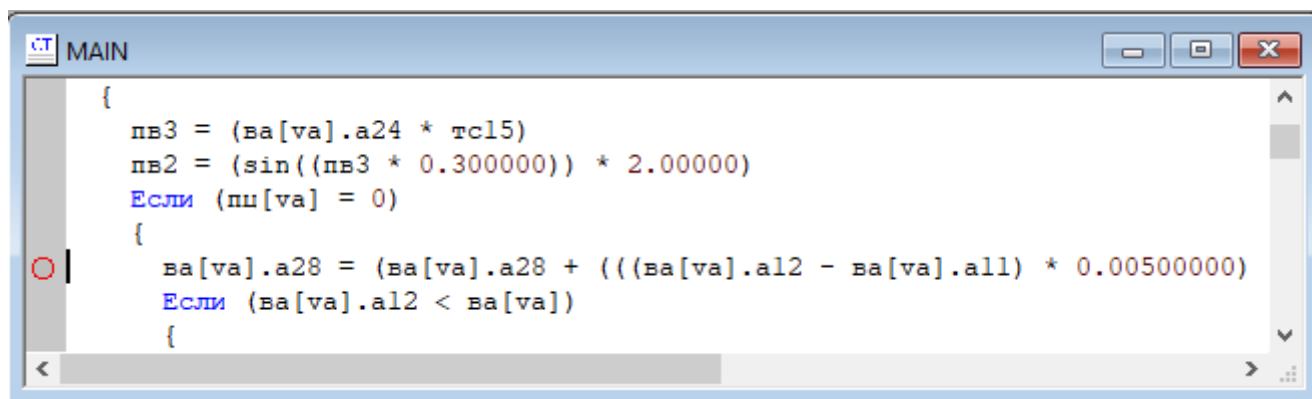 СТ MAIN
{
пв3 = (ва[va].a24 * тс15)
пв2 = (sin((пв3 * 0.300000)) * 2.00000)
Если (пц[va] = 0)
{
ва[va].a28 = (ва[va].a28 + (((ва[va].a12 - ва[va].a11) * 0.00500000)
Если (ва[va].a12 < ва[va])
{